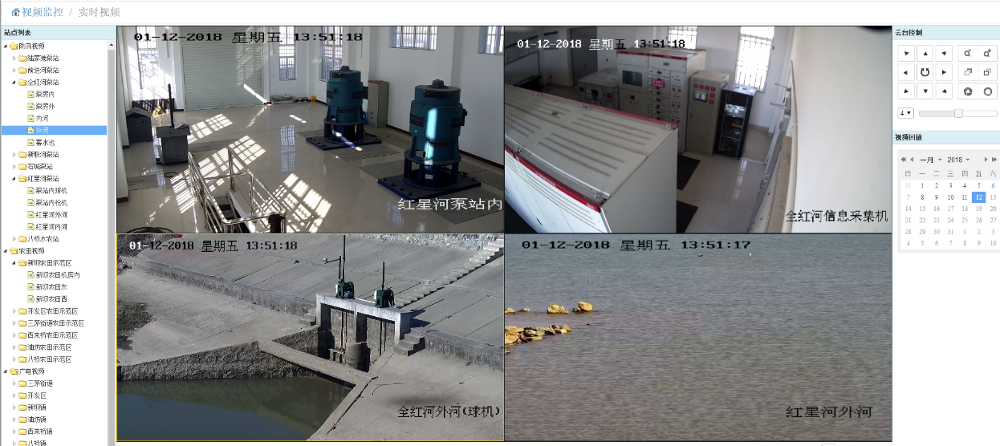 视频监控 / 实时视频
站点列表
防汛视频
陆家港泵站
前进河泵站
全红河泵站
泵房内
泵房外
内河
外河
蓄水池
新联河泵站
石城泵站
红星河泵站
泵站内球机
泵站内枪机
红星河外河
红星河内河
八桥水农站
农田视频
新坝农田示范区
新坝农田机房内
新坝农田东
新坝农田西
开发区农田示范区
三茅街道农田示范区
西来桥农田示范区
油坊农田示范区
八桥农田示范区
广电视频
三茅街道
开发区
新坝镇
油坊镇
西来桥镇
八桥镇
01-12-2018 星期五 13:51:18
红星河泵站内
01-12-2018 星期五 13:51:18
全红河信息采集机
01-12-2018 星期五 13:51:18
全红河外河(球机)
01-12-2018 星期五 13:51:17
红星河外河
云台控制
4
视频回放
一月 2018
日 一 二 三 四 五 六
31 1 2 3 4 5 6
7 8 9 10 11 12 13
14 15 16 17 18 19 20
21 22 23 24 25 26 27
28 29 30 31 1 2 3
4 5 6 7 8 9 10